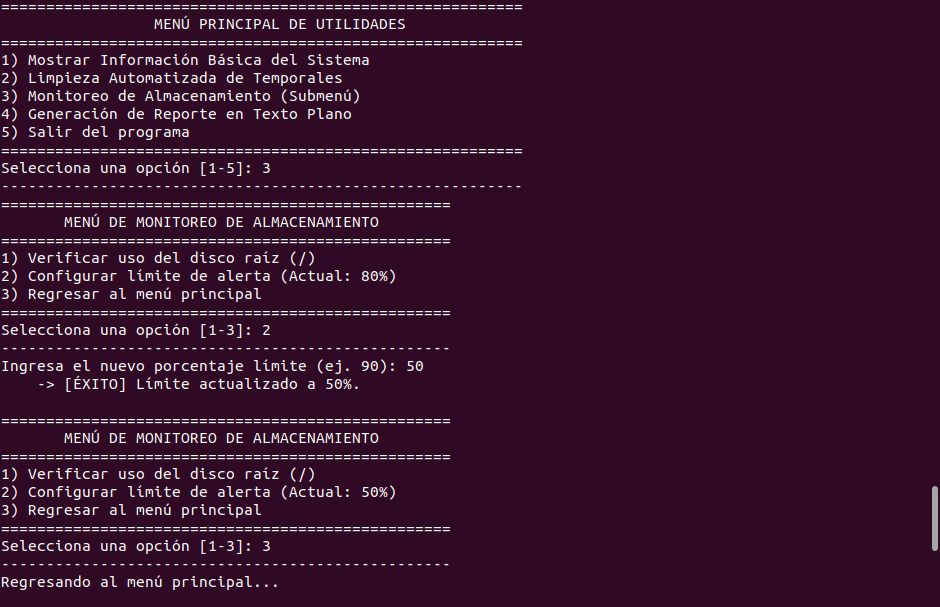 ==========================================================
MENÚ PRINCIPAL DE UTILIDADES
==========================================================
1) Mostrar Información Básica del Sistema
2) Limpieza Automatizada de Temporales
3) Monitoreo de Almacenamiento (Submenú)
4) Generación de Reporte en Texto Plano
5) Salir del programa
==========================================================
Selecciona una opción [1-5]: 3
----------------------------------------------------------
==================================================
MENÚ DE MONITOREO DE ALMACENAMIENTO
==================================================
1) Verificar uso del disco raíz (/)
2) Configurar límite de alerta (Actual: 80%)
3) Regresar al menú principal
==================================================
Selecciona una opción [1-3]: 2
--------------------------------------------------
Ingresa el nuevo porcentaje límite (ej. 90): 50
-> [ÉXITO] Límite actualizado a 50%.
==================================================
MENÚ DE MONITOREO DE ALMACENAMIENTO
==================================================
1) Verificar uso del disco raíz (/)
2) Configurar límite de alerta (Actual: 50%)
3) Regresar al menú principal
==================================================
Selecciona una opción [1-3]: 3
--------------------------------------------------
Regresando al menú principal...